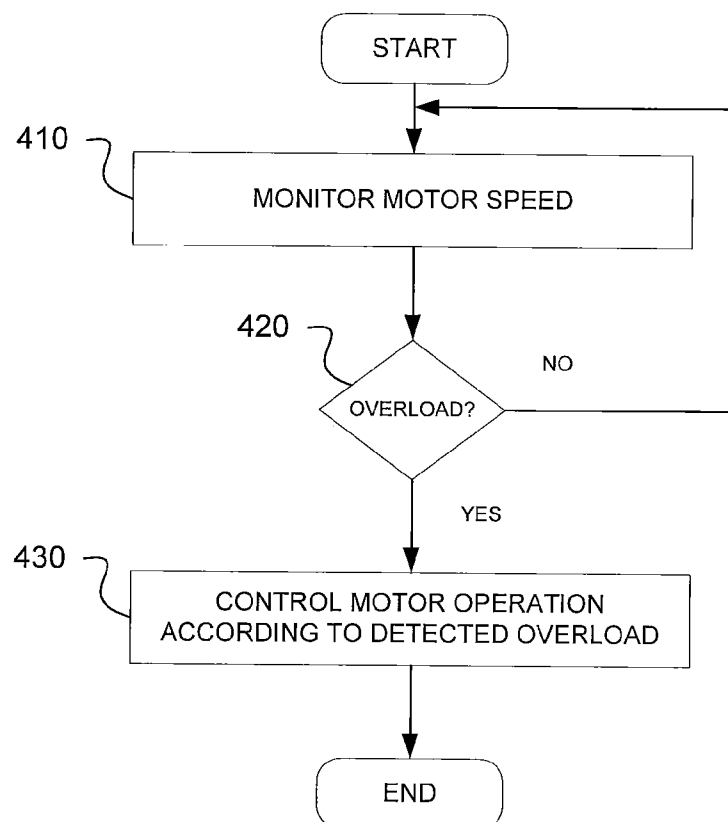 START
410
MONITOR MOTOR SPEED
420
NO
OVERLOAD?
YES
430
CONTROL MOTOR OPERATION
ACCORDING TO DETECTED OVERLOAD
END